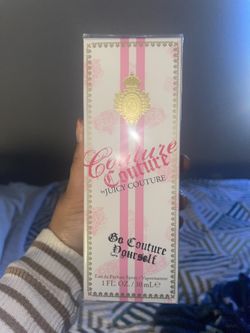 Couture
Couture
by JUICY COUTURE
Go Couture
Yourself
Eau de Parfum Spray / Vaporisateur
1 FL. OZ. / 30 mL ℮